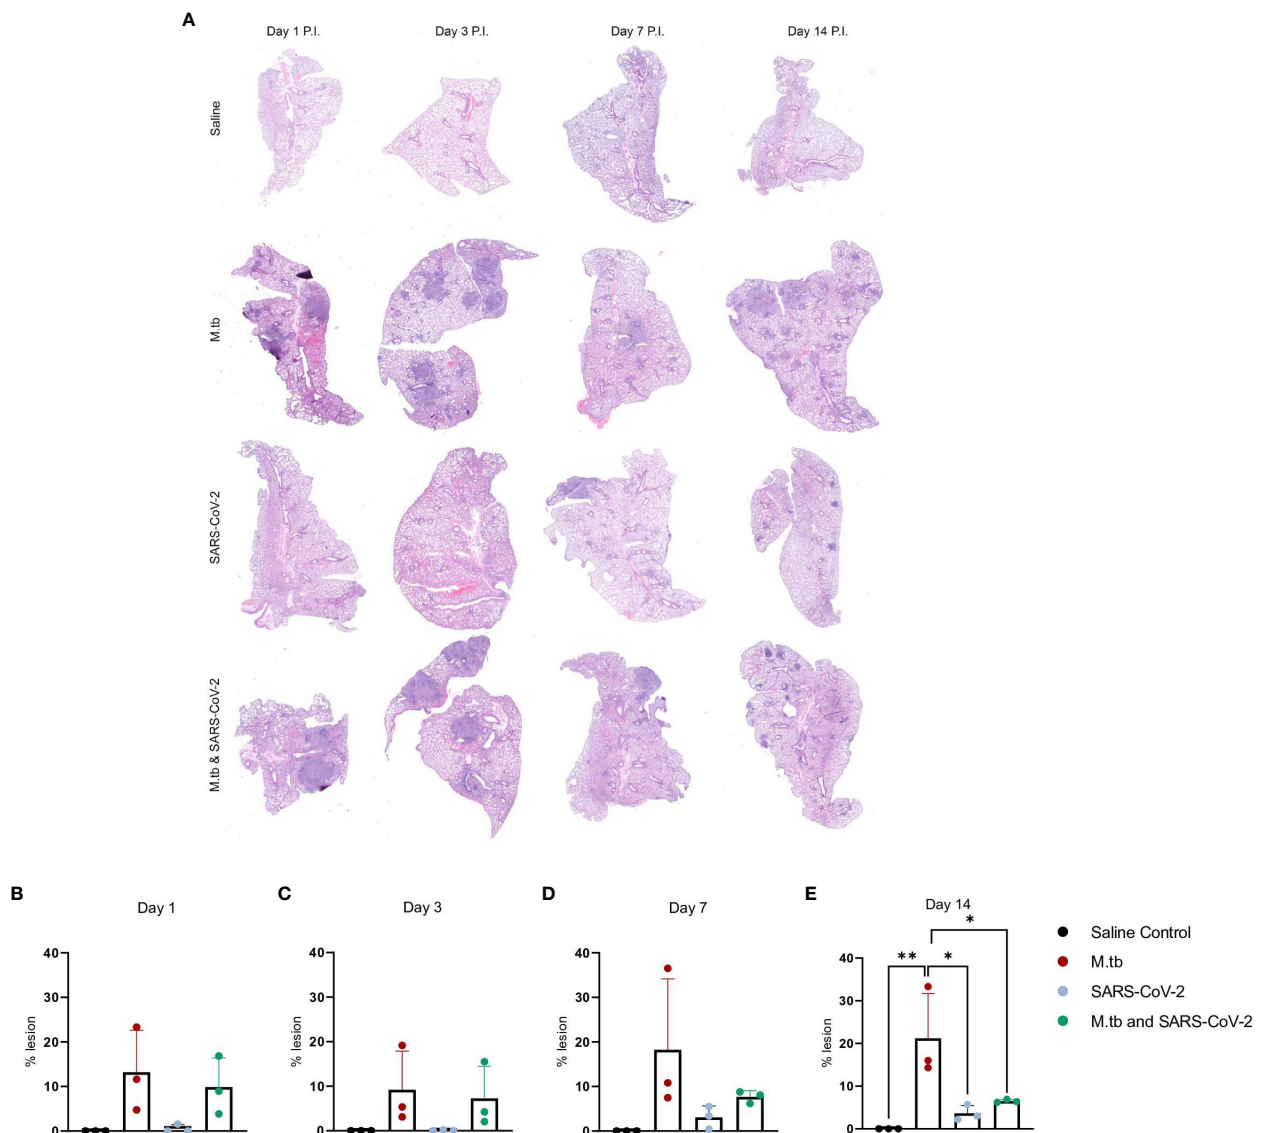 A
Day 1 P.I.
Day 3 P.I.
Day 7 P.I.
Day 14 P.I.
Saline
M.tb
SARS-CoV-2
M.tb & SARS-CoV-2
B
Day 1
% lesion
40
30
20
10
0
C
Day 3
% lesion
40
30
20
10
0
D
Day 7
% lesion
40
30
20
10
0
E
Day 14
*
** *
% lesion
40
30
20
10
0
Saline Control
M.tb
SARS-CoV-2
M.tb and SARS-CoV-2